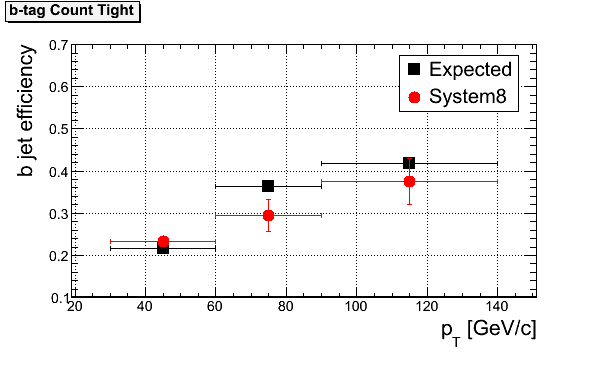 b-tag Count Tight
b jet efficiency
0.7
0.6
0.5
0.4
0.3
0.2
0.1
Expected
System8
20 40 60 80 100 120 140
p_T [GeV/c]